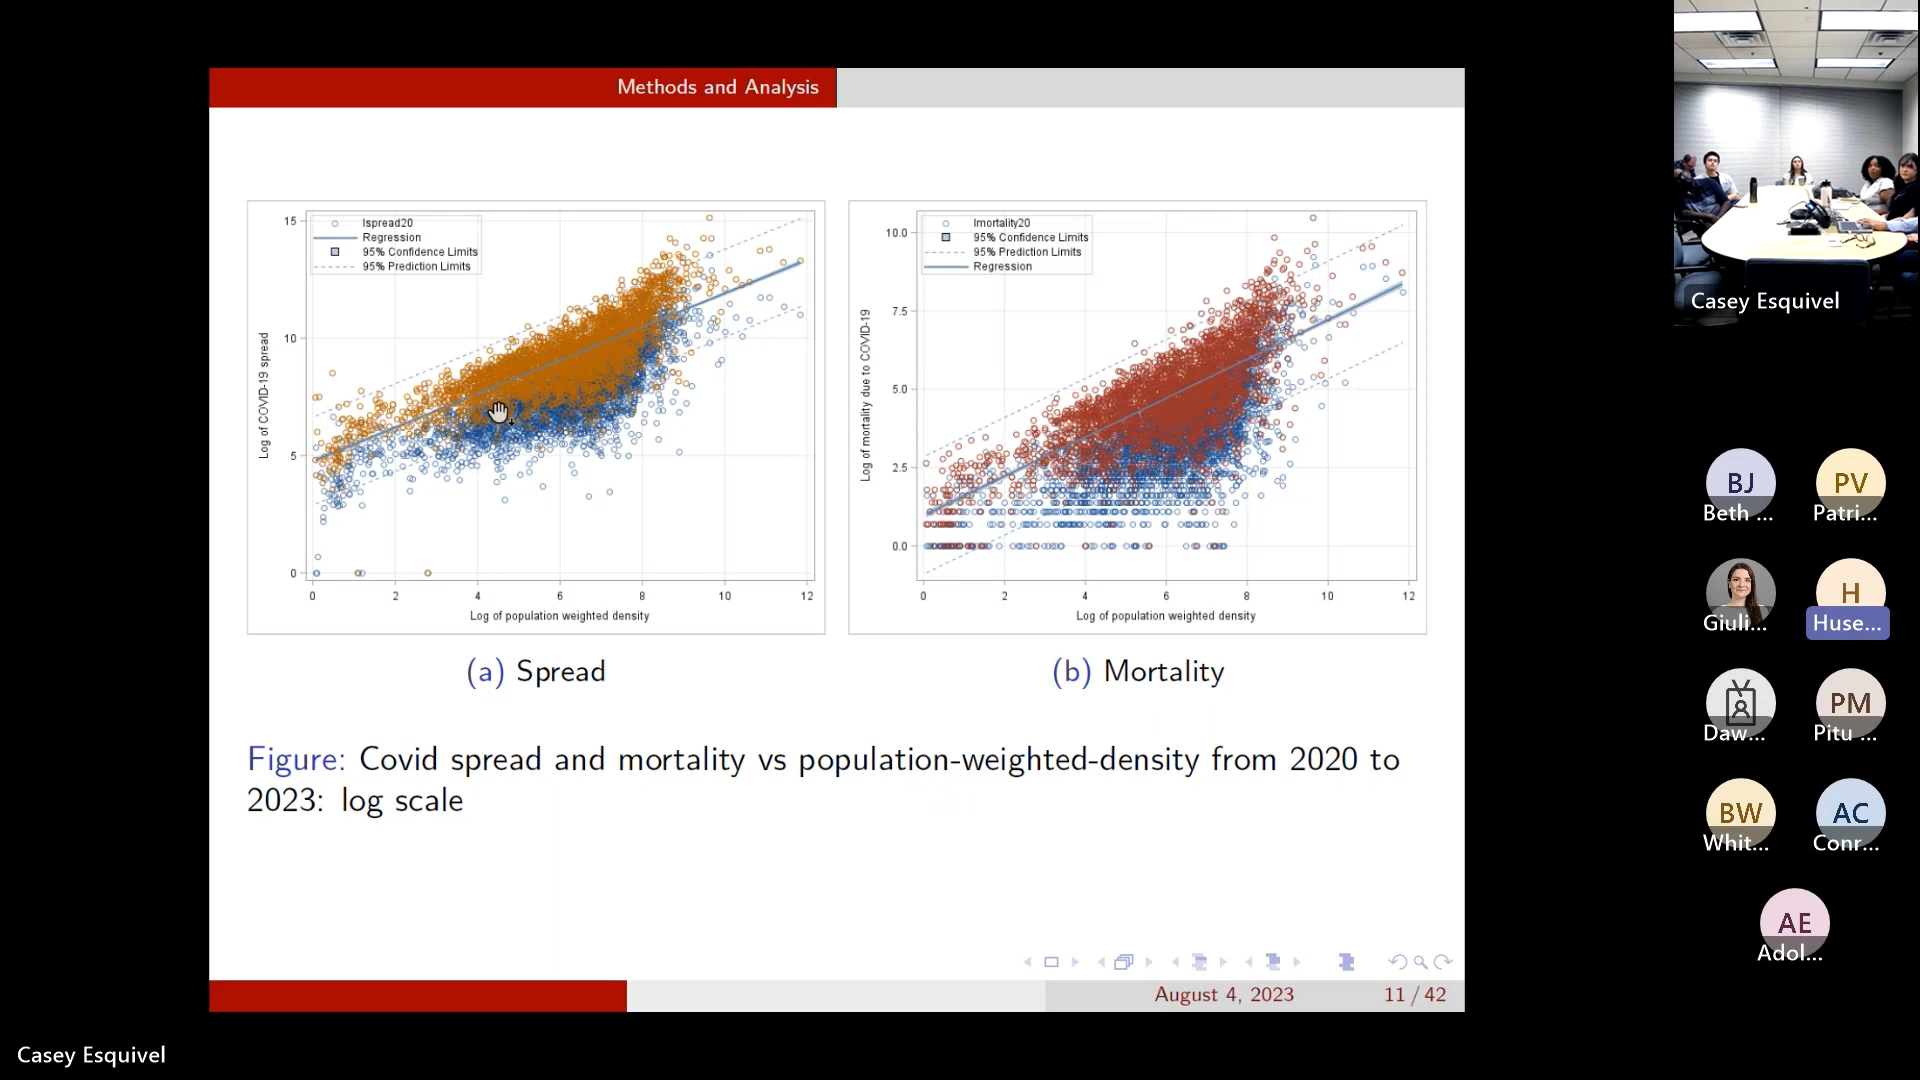 Methods and Analysis
lspread20
Regression
95% Confidence Limits
95% Prediction Limits
15
10
5
0
Log of COVID-19 spread
0 2 4 6 8 10 12
Log of population weighted density
(a) Spread
lmortality20
95% Confidence Limits
95% Prediction Limits
Regression
10.0
7.5
5.0
2.5
0.0
Log of mortality due to COVID-19
0 2 4 6 8 10 12
Log of population weighted density
(b) Mortality
Figure: Covid spread and mortality vs population-weighted-density from 2020 to
2023: log scale
August 4, 2023 11 / 42
Casey Esquivel
Casey Esquivel
BJ
Beth ...
PV
Patri...
Giuli...
H
Huse...
Daw...
PM
Pitu ...
BW
Whit...
AC
Conr...
AE
Adol...